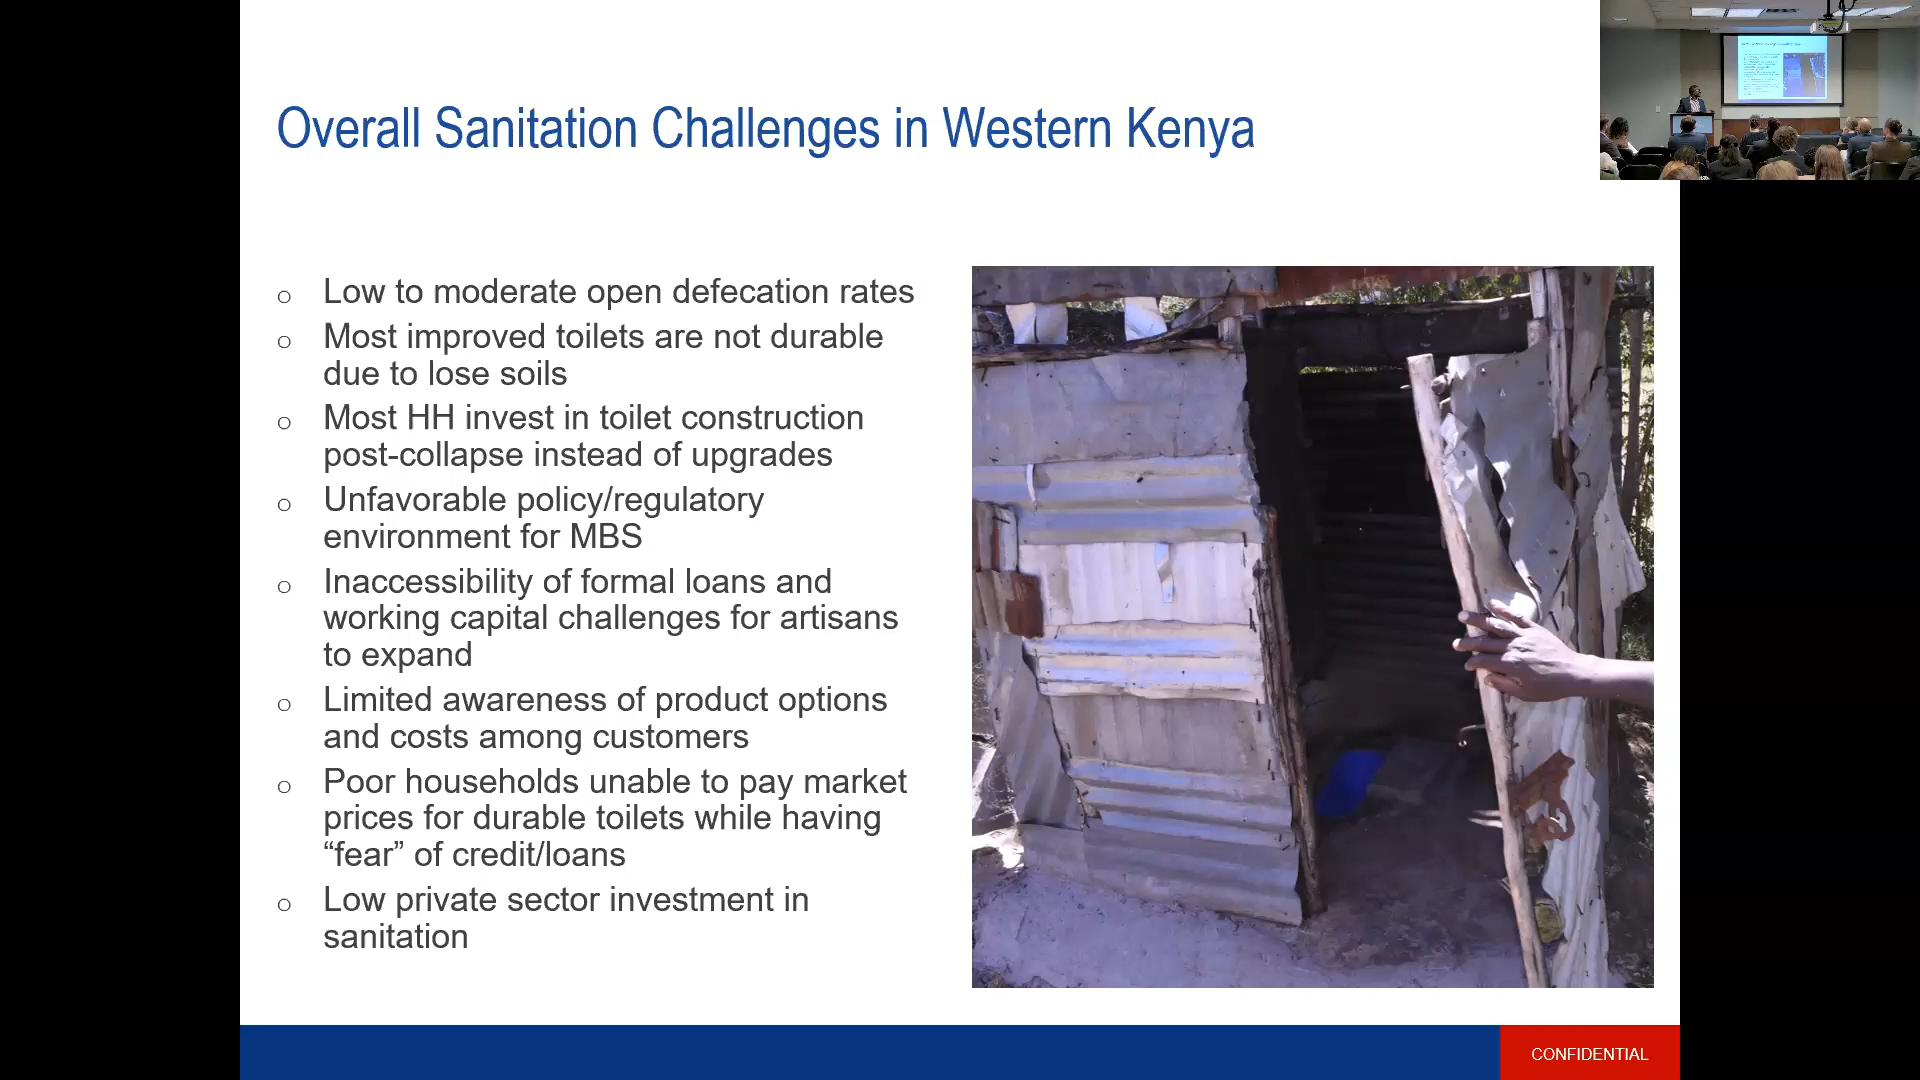 Overall Sanitation Challenges in Western Kenya
o Low to moderate open defecation rates
o Most improved toilets are not durable
due to lose soils
o Most HH invest in toilet construction
post-collapse instead of upgrades
o Unfavorable policy/regulatory
environment for MBS
o Inaccessibility of formal loans and
working capital challenges for artisans
to expand
o Limited awareness of product options
and costs among customers
o Poor households unable to pay market
prices for durable toilets while having
“fear” of credit/loans
o Low private sector investment in
sanitation
CONFIDENTIAL